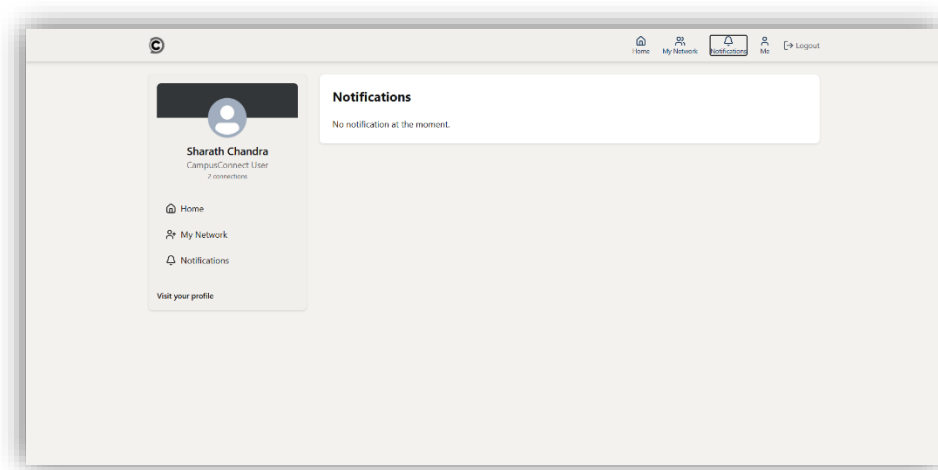 C
Home My Network Notifications Me Logout
Notifications
No notification at the moment.
Sharath Chandra
CampusConnect User
2 connections
Home
My Network
Notifications
Visit your profile